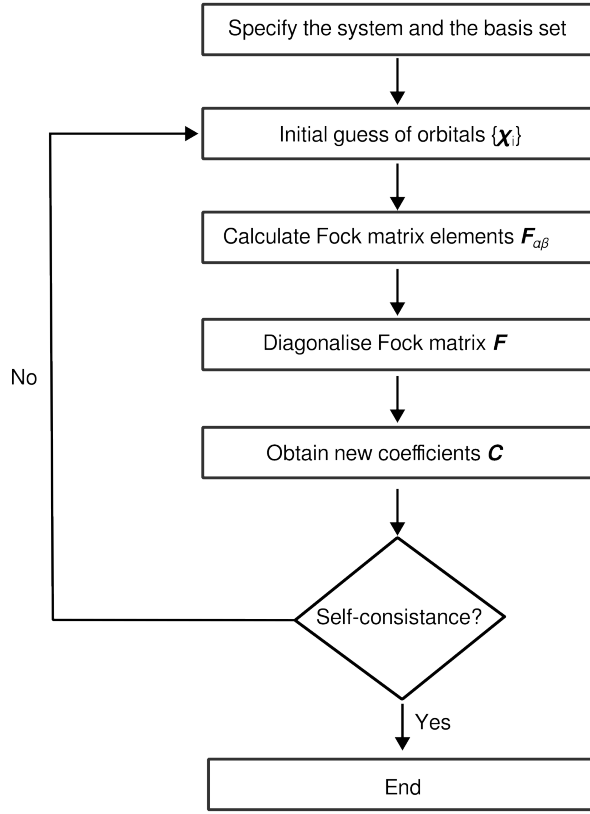 Specify the system and the basis set
Initial guess of orbitals {χᵢ}
Calculate Fock matrix elements F_αβ
Diagonalise Fock matrix F
No
Obtain new coefficients C
Self-consistance?
Yes
End